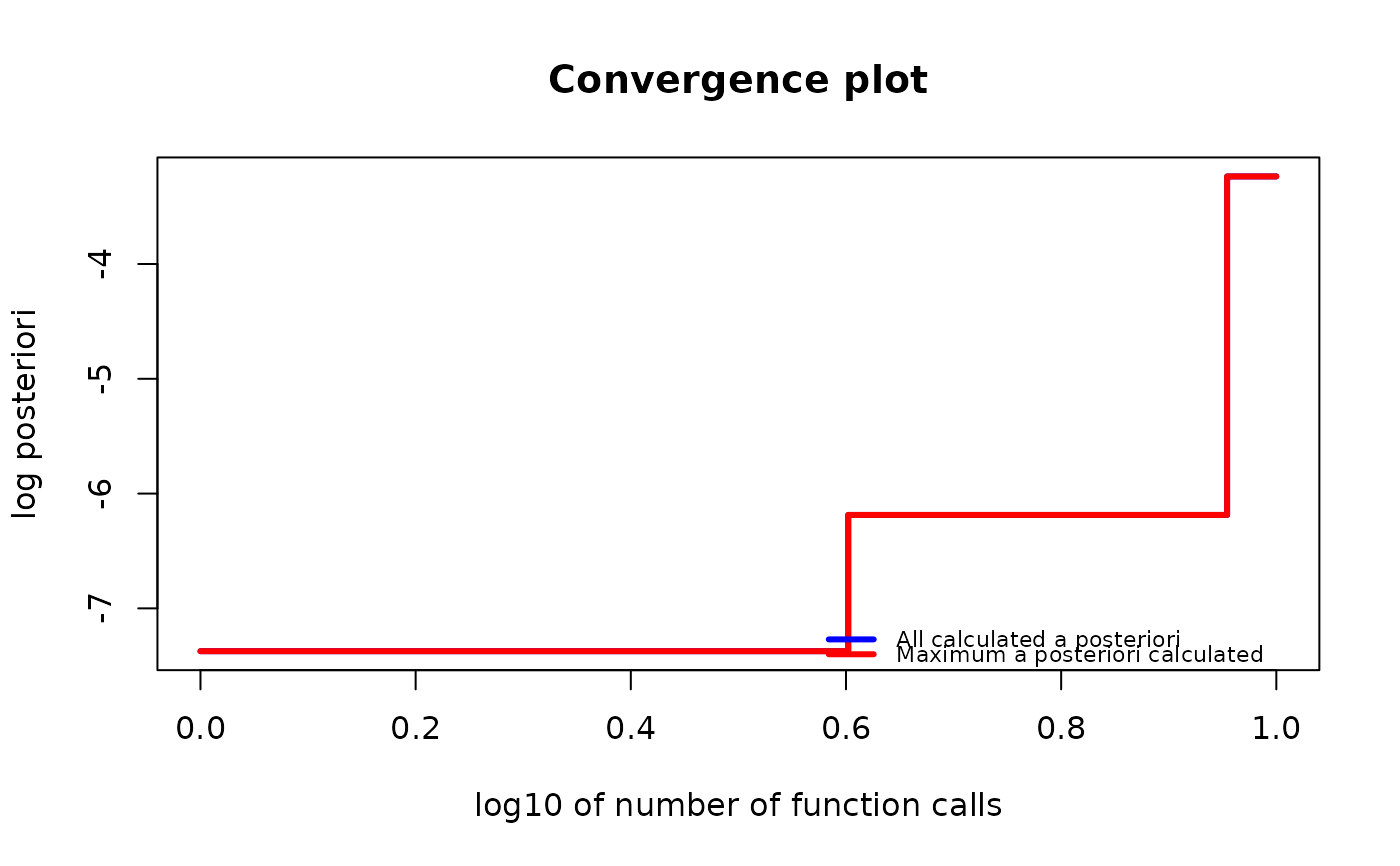 Convergence plot
log posteriori
-4
-5
-6
-7
All calculated a posteriori
Maximum a posteriori calculated
0.0 0.2 0.4 0.6 0.8 1.0
log10 of number of function calls